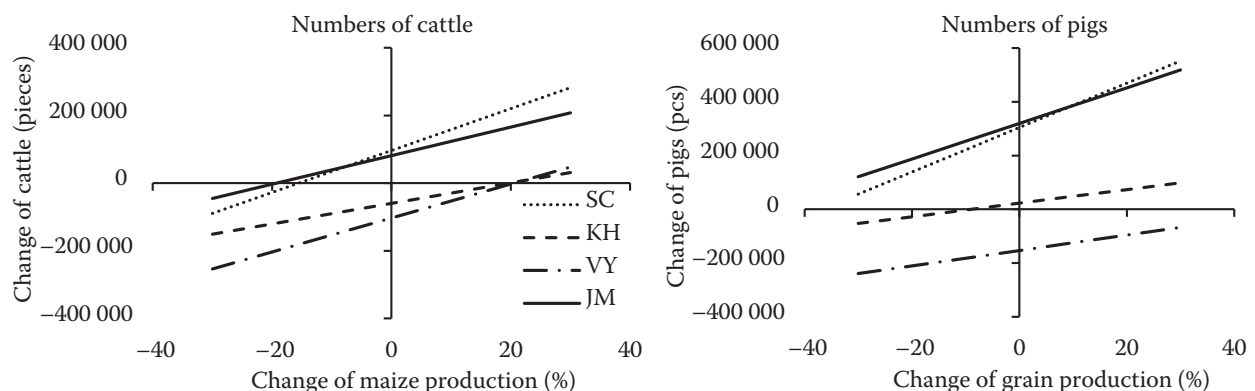 Numbers of cattle
Change of cattle (pieces)
400 000
200 000
0
−200 000
−400 000
−40
−20
0
20
40
Change of maize production (%)
SC
KH
VY
JM
Numbers of pigs
Change of pigs (pcs)
600 000
400 000
200 000
0
−200 000
−400 000
−40
−20
0
20
40
Change of grain production (%)